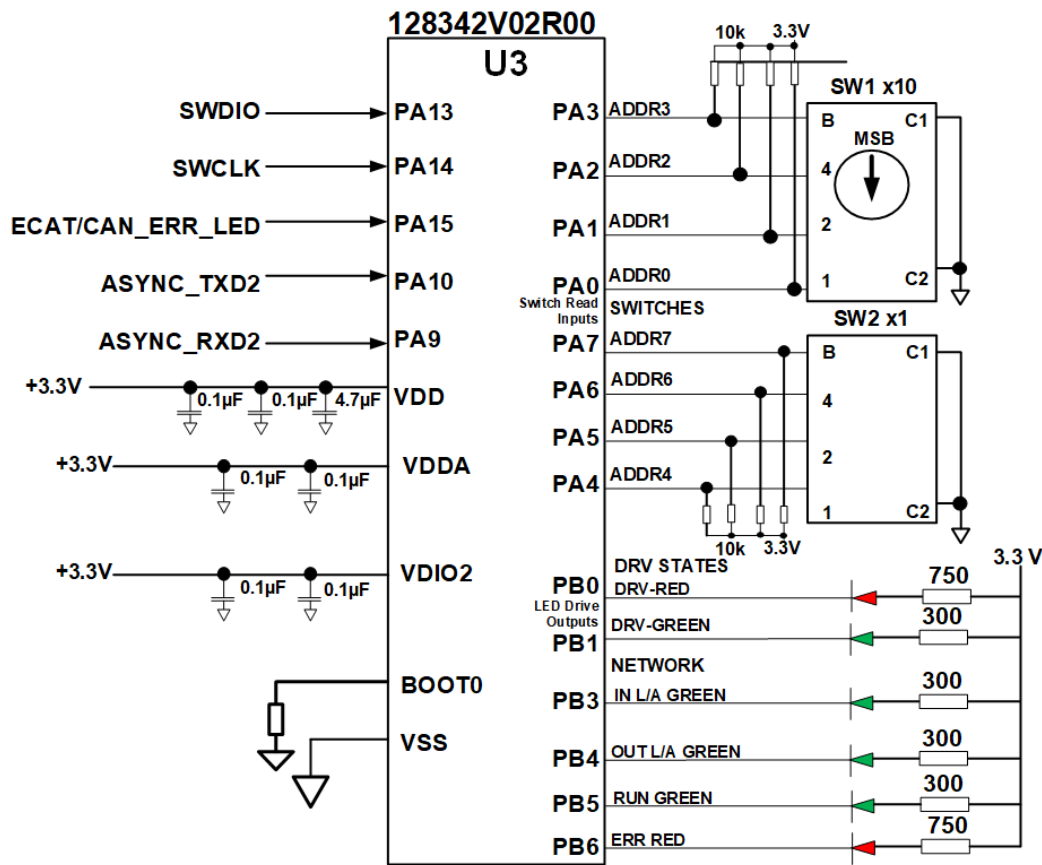 128342V02R00
U3
SWDIO
PA13
SWCLK
PA14
ECAT/CAN_ERR_LED
PA15
ASYNC_TXD2
PA10
ASYNC_RXD2
PA9
+3.3V
0.1µF
0.1µF
4.7µF
VDD
+3.3V
0.1µF
0.1µF
VDDA
+3.3V
0.1µF
0.1µF
VDIO2
BOOT0
VSS
10k
3.3V
PA3 ADDR3
PA2 ADDR2
PA1 ADDR1
PA0 ADDR0
Switch Read
Inputs
SWITCHES
SW1 x10
B
C1
MSB
4
2
1
C2
PA7 ADDR7
PA6 ADDR6
PA5 ADDR5
PA4 ADDR4
10k
3.3V
SW2 x1
B
C1
4
2
1
C2
DRV STATES
3.3 V
PB0 DRV-RED
750
LED Drive
Outputs
PB1 DRV-GREEN
300
NETWORK
PB3 IN L/A GREEN
300
PB4 OUT L/A GREEN
300
PB5 RUN GREEN
300
PB6 ERR RED
750